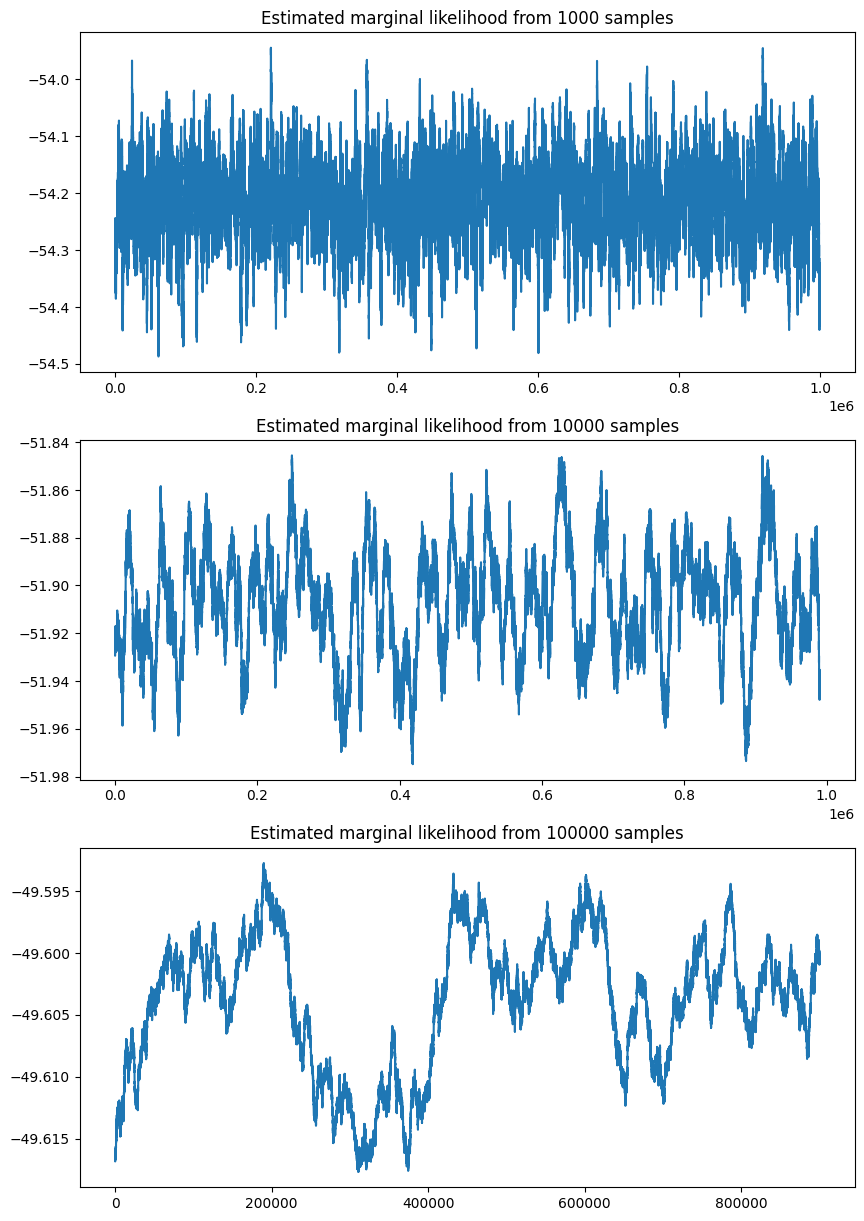 Estimated marginal likelihood from 1000 samples
−54.0
−54.1
−54.2
−54.3
−54.4
−54.5
0.0 0.2 0.4 0.6 0.8 1.0
1e6
Estimated marginal likelihood from 10000 samples
−51.84
−51.86
−51.88
−51.90
−51.92
−51.94
−51.96
−51.98
0.0 0.2 0.4 0.6 0.8 1.0
1e6
Estimated marginal likelihood from 100000 samples
−49.595
−49.600
−49.605
−49.610
−49.615
0 200000 400000 600000 800000